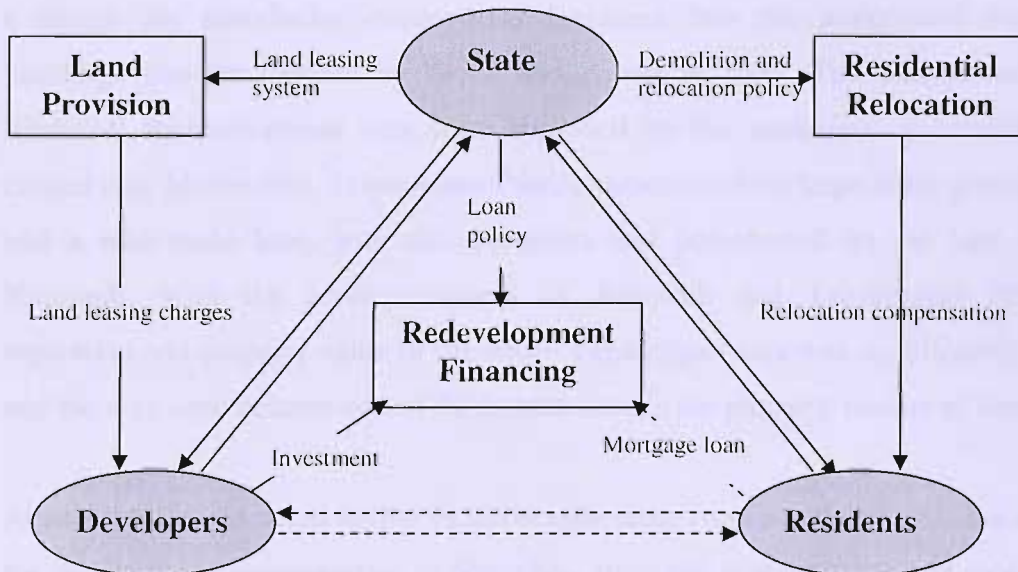 Land
Provision
Land leasing
system
State
Demolition and
relocation policy
Residential
Relocation
Loan
policy
Land leasing charges
Redevelopment
Financing
Relocation compensation
Investment
Mortgage loan
Developers
Residents